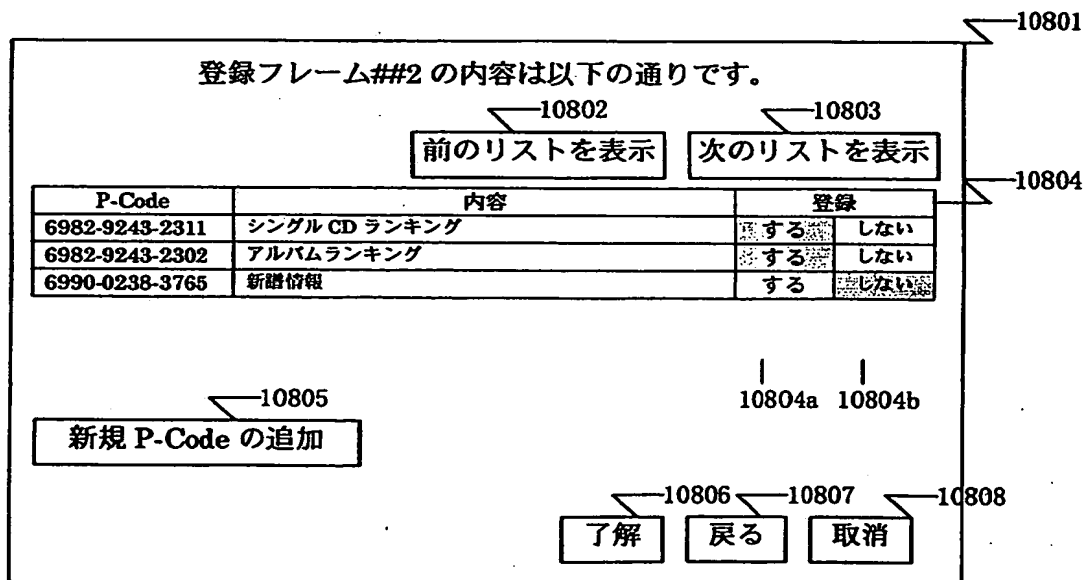 10801
登録フレーム##2 の内容は以下の通りです。
10802 10803
前のリストを表示 次のリストを表示
10804
P-Code 内容 登録
6982-9243-2311 シングル CD ランキング する しない
6982-9243-2302 アルバムランキング する しない
6990-0238-3765 新譜情報 する しない
10804a 10804b
10805
新規 P-Code の追加
10806 10807 10808
了解 戻る 取消